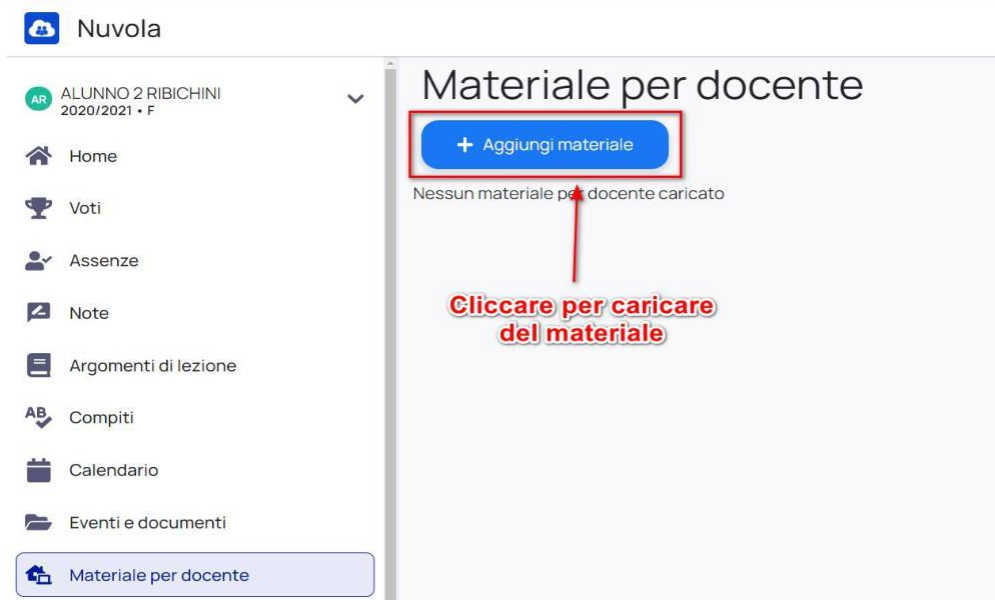 Nuvola
AR
ALUNNO 2 RIBICHINI
2020/2021 • F
Home
Voti
Assenze
Note
Argomenti di lezione
AB
Compiti
Calendario
Eventi e documenti
Materiale per docente
Materiale per docente
+ Aggiungi materiale
Nessun materiale per docente caricato
Cliccare per caricare
del materiale